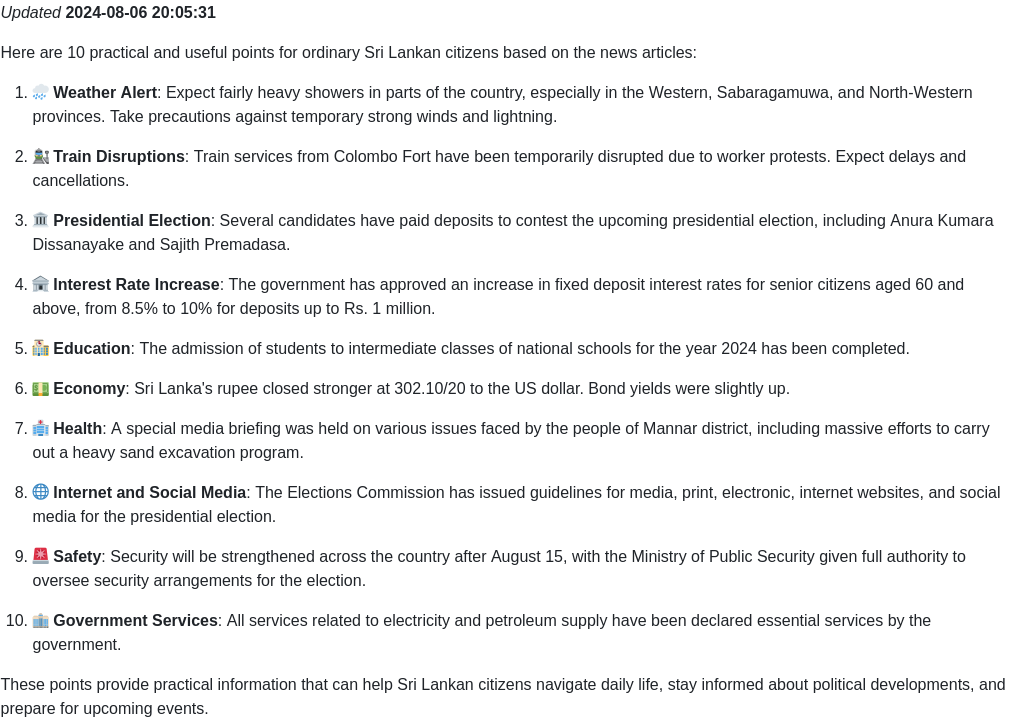 Updated 2024-08-06 20:05:31
Here are 10 practical and useful points for ordinary Sri Lankan citizens based on the news articles:
1. 🌧️ Weather Alert: Expect fairly heavy showers in parts of the country, especially in the Western, Sabaragamuwa, and North-Western
provinces. Take precautions against temporary strong winds and lightning.
2. 🚉 Train Disruptions: Train services from Colombo Fort have been temporarily disrupted due to worker protests. Expect delays and
cancellations.
3. 🏛️ Presidential Election: Several candidates have paid deposits to contest the upcoming presidential election, including Anura Kumara
Dissanayake and Sajith Premadasa.
4. 🏦 Interest Rate Increase: The government has approved an increase in fixed deposit interest rates for senior citizens aged 60 and
above, from 8.5% to 10% for deposits up to Rs. 1 million.
5. 🏫 Education: The admission of students to intermediate classes of national schools for the year 2024 has been completed.
6. 💵 Economy: Sri Lanka's rupee closed stronger at 302.10/20 to the US dollar. Bond yields were slightly up.
7. 🏥 Health: A special media briefing was held on various issues faced by the people of Mannar district, including massive efforts to carry
out a heavy sand excavation program.
8. 🌐 Internet and Social Media: The Elections Commission has issued guidelines for media, print, electronic, internet websites, and social
media for the presidential election.
9. 🚨 Safety: Security will be strengthened across the country after August 15, with the Ministry of Public Security given full authority to
oversee security arrangements for the election.
10. 🏤 Government Services: All services related to electricity and petroleum supply have been declared essential services by the
government.
These points provide practical information that can help Sri Lankan citizens navigate daily life, stay informed about political developments, and
prepare for upcoming events.